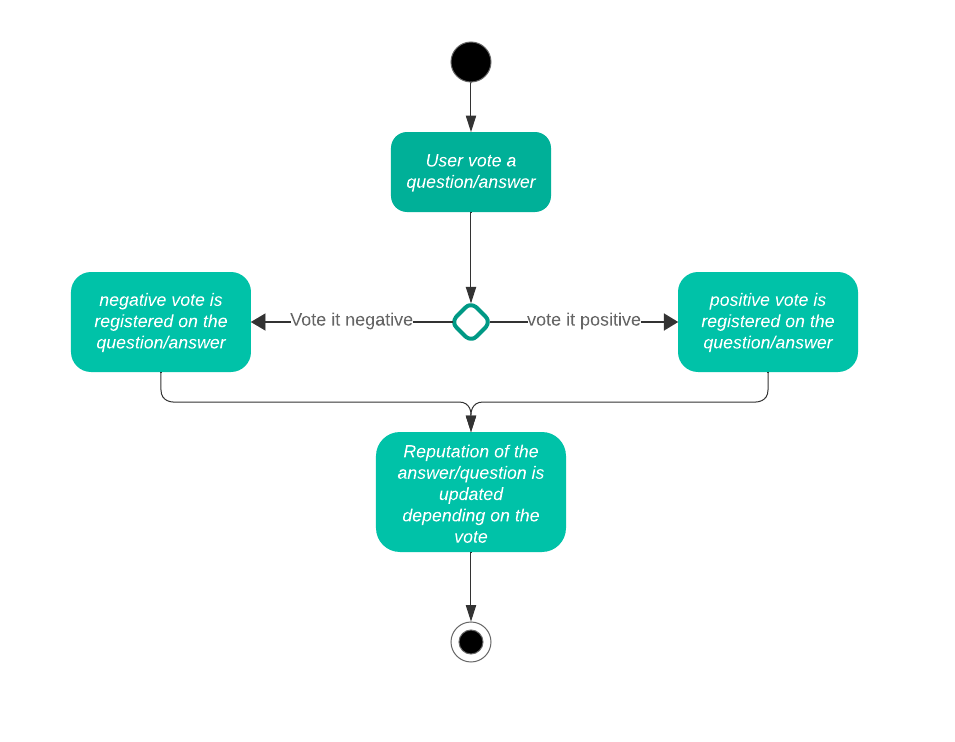 User vote a
question/answer
negative vote is
registered on the
question/answer
Vote it negative
vote it positive
positive vote is
registered on the
question/answer
Reputation of the
answer/question is
updated
depending on the
vote